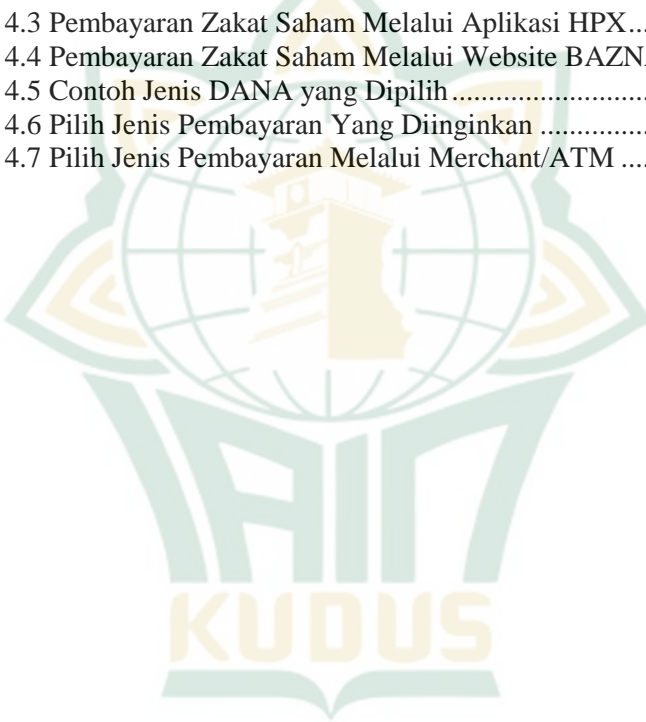 4.3 Pembayaran Zakat Saham Melalui Aplikasi HPX...
4.4 Pembayaran Zakat Saham Melalui Website BAZNA
4.5 Contoh Jenis DANA yang Dipilih............................
4.6 Pilih Jenis Pembayaran Yang Diinginkan ...............
4.7 Pilih Jenis Pembayaran Melalui Merchant/ATM ....
IAIN
KUDUS